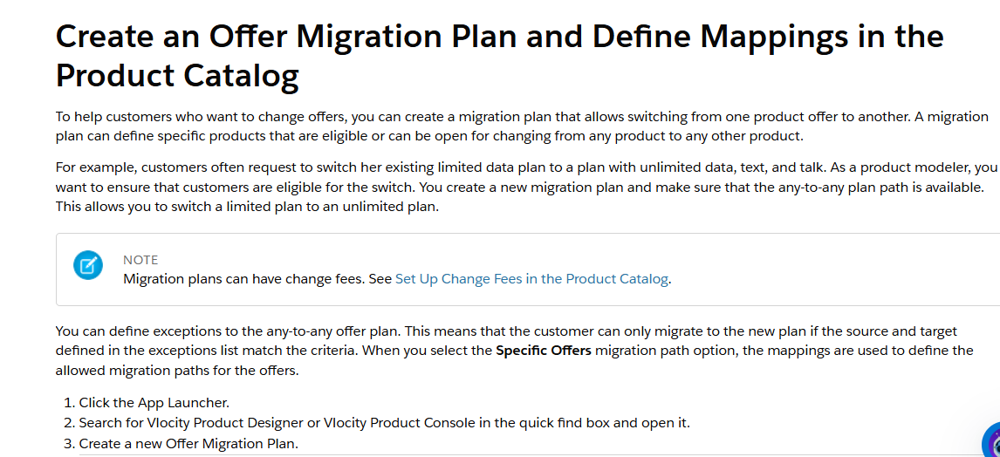 Create an Offer Migration Plan and Define Mappings in the
Product Catalog
To help customers who want to change offers, you can create a migration plan that allows switching from one product offer to another. A migration
plan can define specific products that are eligible or can be open for changing from any product to any other product.
For example, customers often request to switch her existing limited data plan to a plan with unlimited data, text, and talk. As a product modeler, you
want to ensure that customers are eligible for the switch. You create a new migration plan and make sure that the any-to-any plan path is available.
This allows you to switch a limited plan to an unlimited plan.
NOTE
Migration plans can have change fees. See Set Up Change Fees in the Product Catalog.
You can define exceptions to the any-to-any offer plan. This means that the customer can only migrate to the new plan if the source and target
defined in the exceptions list match the criteria. When you select the Specific Offers migration path option, the mappings are used to define the
allowed migration paths for the offers.
1. Click the App Launcher.
2. Search for Vlocity Product Designer or Vlocity Product Console in the quick find box and open it.
3. Create a new Offer Migration Plan.